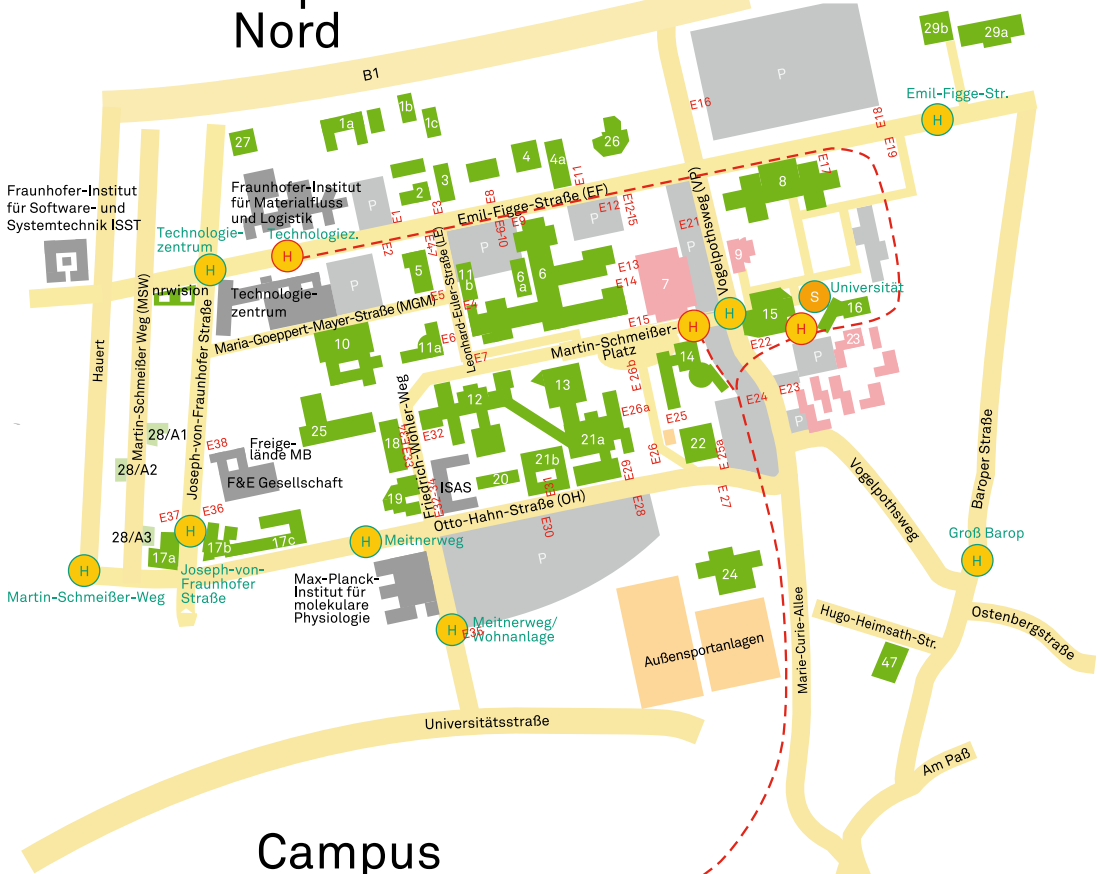 Nord
B1
29b
29a
P
1b
1a
1c
E16
Emil-Figge-Str.
H
27
E18
26
4
4a
E19
E17
Fraunhofer-Institut
für Software- und
Systemtechnik ISST
Fraunhofer-Institut
für Materialfluss
und Logistik
P
2
3
E3
E8
E11
8
Vogelpothsweg (VP)
E1
Emil-Figge-Straße (EF)
E12
E12-15
P
E21
P
Technologie-
zentrum
Technologiez.
H
H
E2
E4-7
E9
E9-10
P
nrwision
Technologie-
zentrum
P
5
E5
11
b
6
a
6
E13
E14
7
9
S
Universität
E4
E15
H
H
15
H
16
Maria-Goeppert-Mayer-Straße (MGM)
Leonhard-Euler-Straße (LE)
10
11a
E6
E7
Martin-Schmeißer-
Platz
E22
P
23
14
E26b
Hauert
Martin-Schmeißer Weg (MSW)
Joseph-von-Fraunhofer Straße
Friedrich-Wöhler-Weg
12
13
E24
E23
P
E26a
E25
25
18
E32
21a
22
E25a
E26
28/A1
E38
Freige-
lände MB
28/A2
F&E Gesellschaft
ISAS
20
21b
E31
E29
19
Otto-Hahn-Straße (OH)
E30
E28
E27
E37
E36
28/A3
H
17a
17b
17c
H
Meitnerweg
P
Vogelpothsweg
Baroper Straße
Groß Barop
H
H
Martin-Schmeißer-Weg
Joseph-von-
Fraunhofer
Straße
Max-Planck-
Institut für
molekulare
Physiologie
H
E35
Meitnerweg/
Wohnanlage
24
Außensportanlagen
Marie-Curie-Allee
Hugo-Heimsath-Str.
47
Ostenbergstraße
Universitätsstraße
Am Paß
Campus